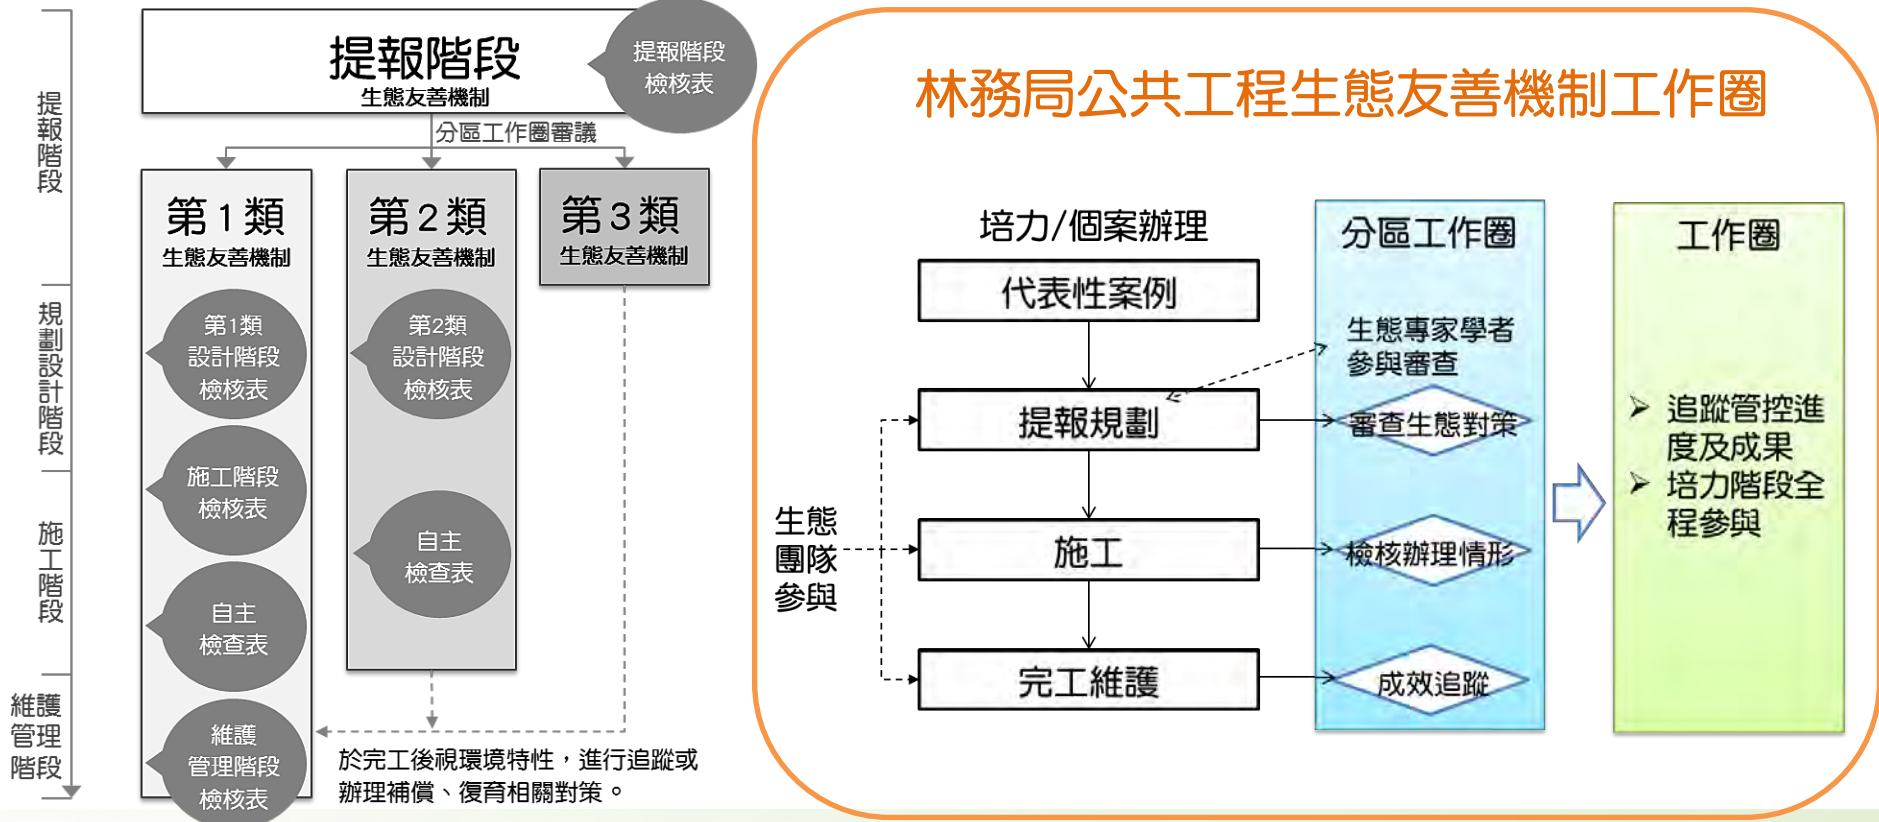 提報階段
規劃設計階段
施工階段
維護
管理
階段
提報階段
生態友善機制
提報階段
檢核表
分區工作圈審議
第1類
生態友善機制
第1類
設計階段
檢核表
施工階段
檢核表
自主
檢查表
維護
管理階段
檢核表
第2類
生態友善機制
第2類
設計階段
檢核表
自主
檢查表
第3類
生態友善機制
於完工後視環境特性，進行追蹤或
辦理補償、復育相關對策。
林務局公共工程生態友善機制工作圈
培力/個案辦理
代表性案例
提報規劃
施工
完工維護
生態
團隊
參與
分區工作圈
生態專家學者
參與審查
審查生態對策
檢核辦理情形
成效追蹤
工作圈
➢ 追蹤管控進
度及成果
➢ 培力階段全
程參與